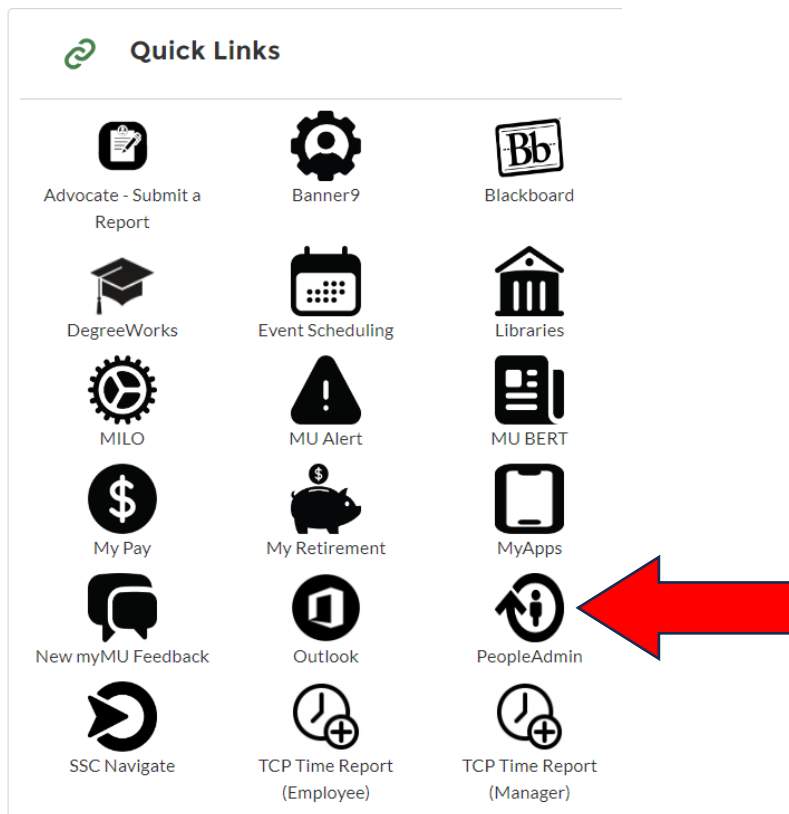 Quick Links
Bb
Advocate - Submit a
Report
Banner9
Blackboard
DegreeWorks
Event Scheduling
Libraries
!
MILO
MU Alert
MU BERT
$
$
My Pay
My Retirement
MyApps
New myMU Feedback
Outlook
PeopleAdmin
SSC Navigate
TCP Time Report
(Employee)
TCP Time Report
(Manager)